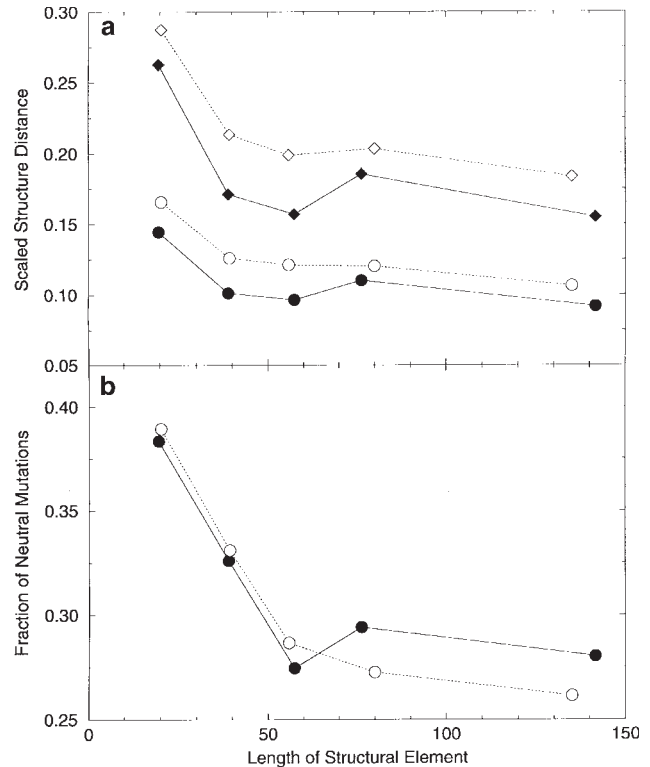 a
0.30
0.25
0.20
0.15
0.10
0.05
Scaled Structure Distance
b
0.40
0.35
0.30
0.25
Fraction of Neutral Mutations
0 50 100 150
Length of Structural Element